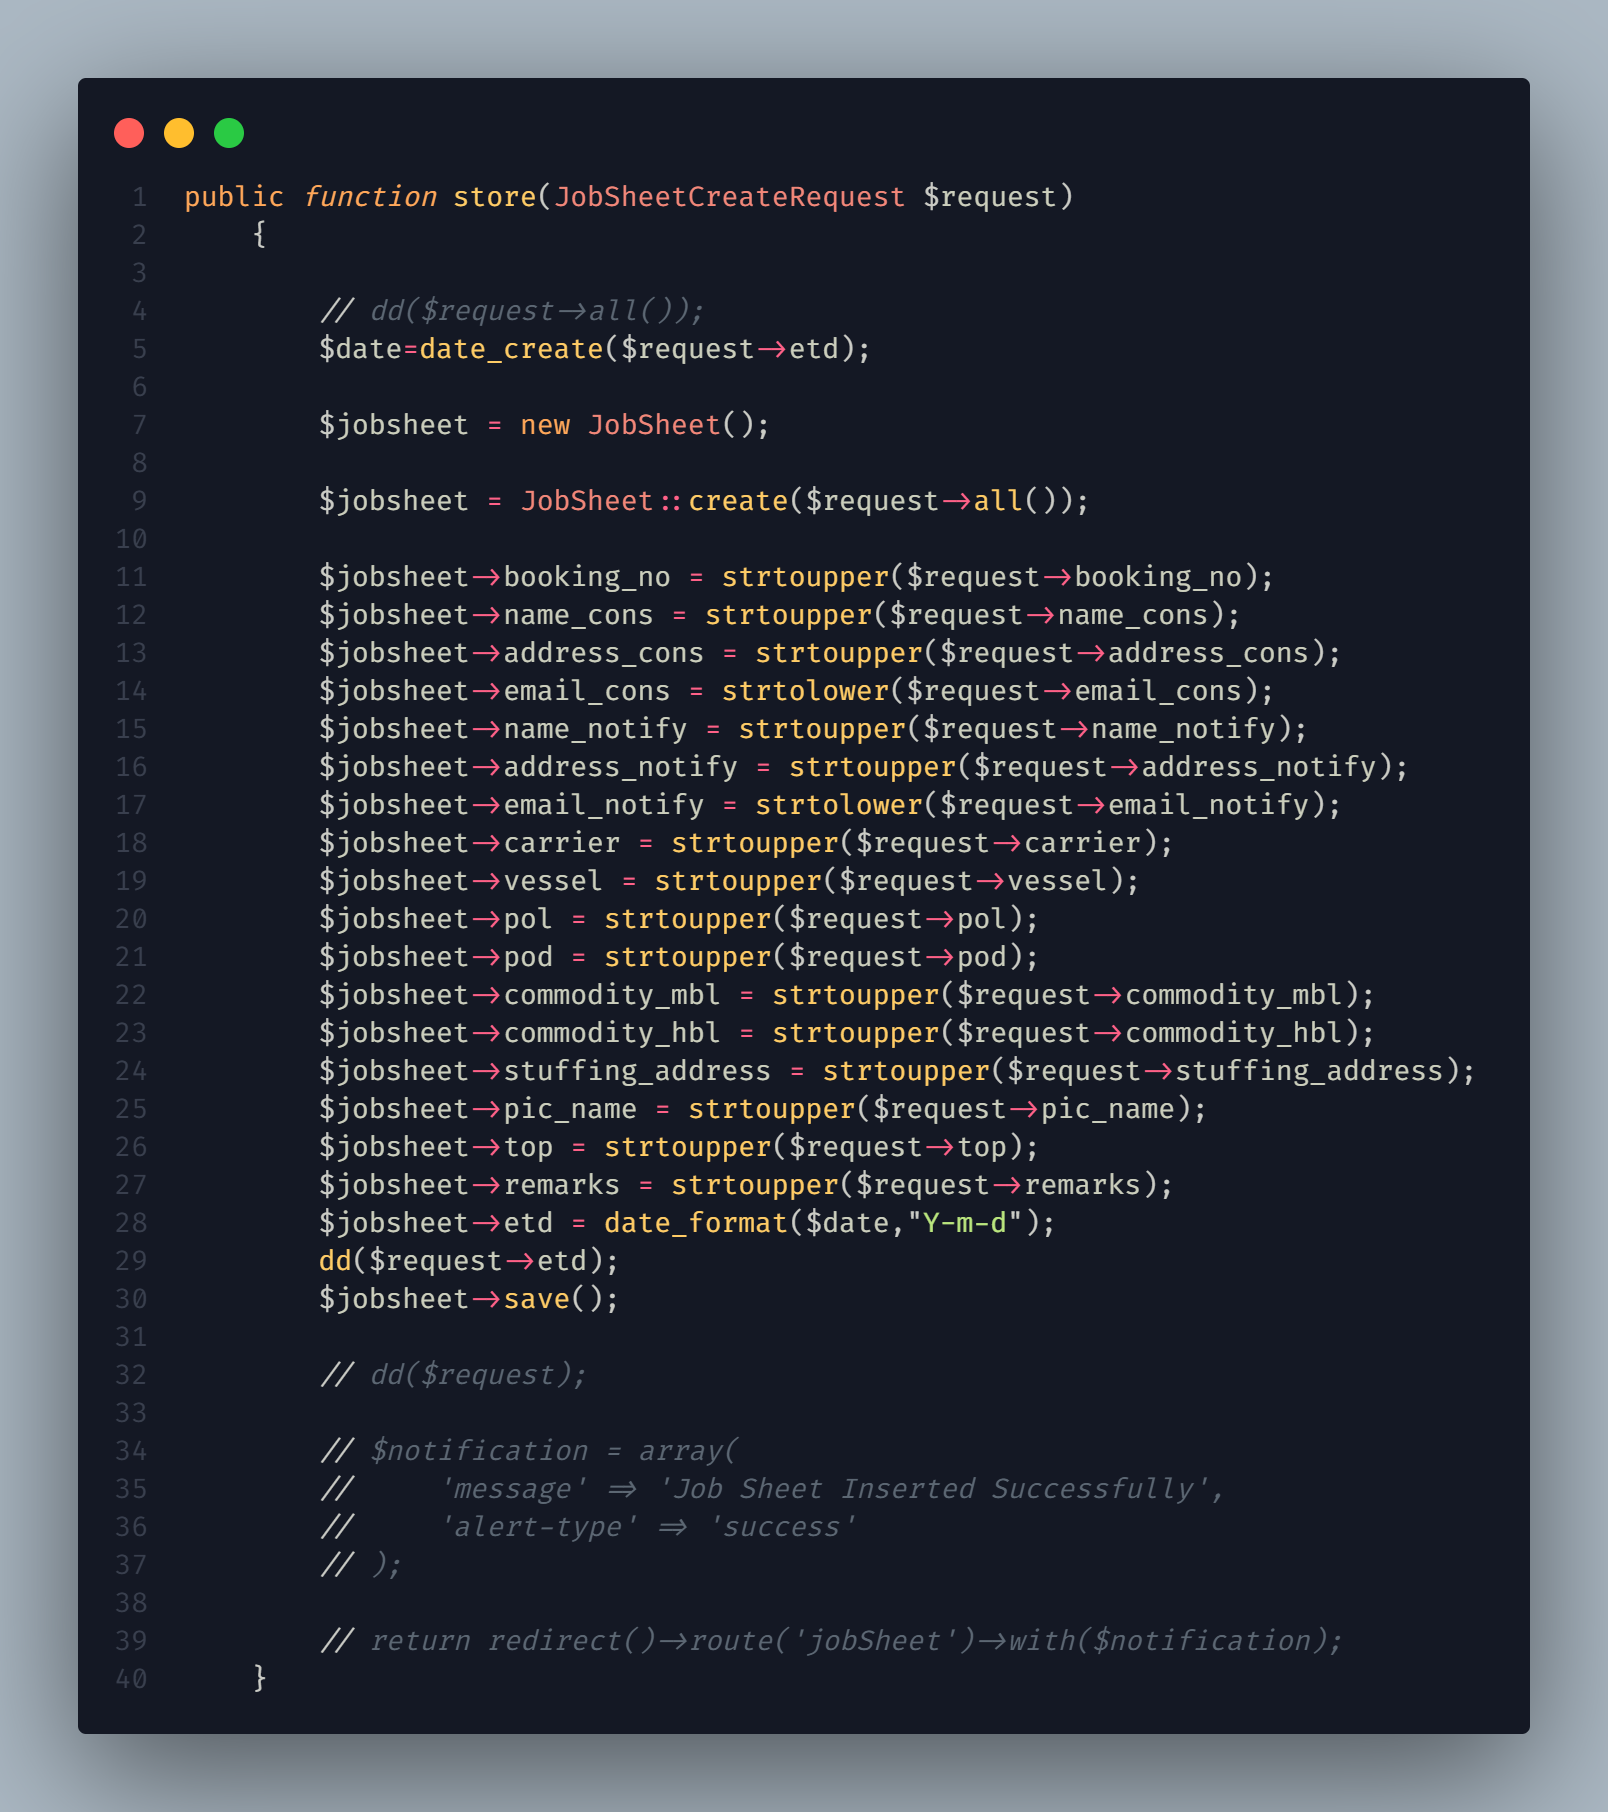 1 public function store(JobSheetCreateRequest $request)
2 {
3
4 // dd($request->all());
5 $date=date_create($request->etd);
6
7 $jobsheet = new JobSheet();
8
9 $jobsheet = JobSheet::create($request->all());
10
11 $jobsheet->booking_no = strtoupper($request->booking_no);
12 $jobsheet->name_cons = strtoupper($request->name_cons);
13 $jobsheet->address_cons = strtoupper($request->address_cons);
14 $jobsheet->email_cons = strtolower($request->email_cons);
15 $jobsheet->name_notify = strtoupper($request->name_notify);
16 $jobsheet->address_notify = strtoupper($request->address_notify);
17 $jobsheet->email_notify = strtolower($request->email_notify);
18 $jobsheet->carrier = strtoupper($request->carrier);
19 $jobsheet->vessel = strtoupper($request->vessel);
20 $jobsheet->pol = strtoupper($request->pol);
21 $jobsheet->pod = strtoupper($request->pod);
22 $jobsheet->commodity_mbl = strtoupper($request->commodity_mbl);
23 $jobsheet->commodity_hbl = strtoupper($request->commodity_hbl);
24 $jobsheet->stuffing_address = strtoupper($request->stuffing_address);
25 $jobsheet->pic_name = strtoupper($request->pic_name);
26 $jobsheet->top = strtoupper($request->top);
27 $jobsheet->remarks = strtoupper($request->remarks);
28 $jobsheet->etd = date_format($date,"Y-m-d");
29 dd($request->etd);
30 $jobsheet->save();
31
32 // dd($request);
33
34 // $notification = array(
35 //     'message' => 'Job Sheet Inserted Successfully',
36 //     'alert-type' => 'success'
37 // );
38
39 // return redirect()->route('jobSheet')->with($notification);
40 }